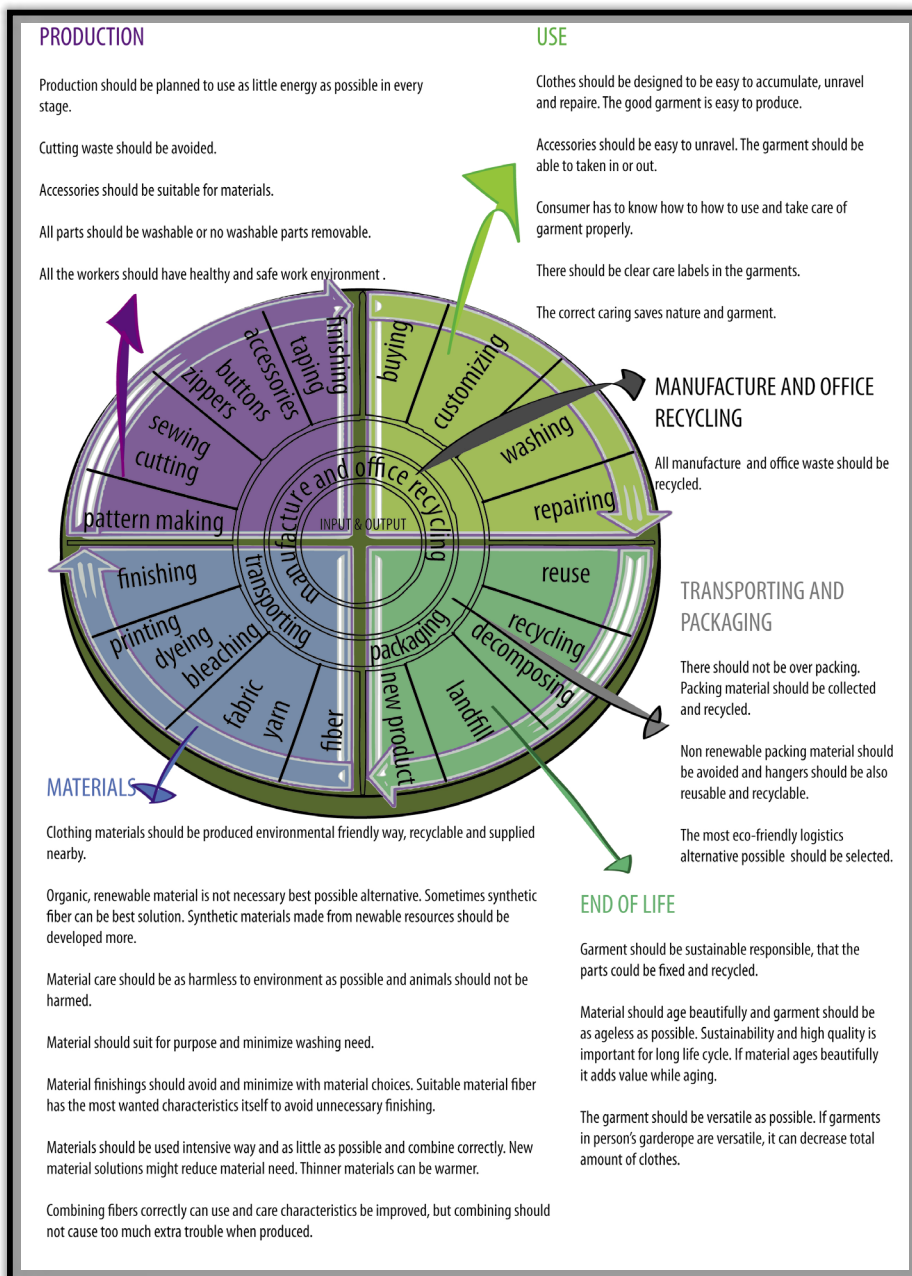 PRODUCTION
Production should be planned to use as little energy as possible in every
stage.
Cutting waste should be avoided.
Accessories should be suitable for materials.
All parts should be washable or no washable parts removable.
All the workers should have healthy and safe work environment .
USE
Clothes should be designed to be easy to accumulate, unravel
and repaire. The good garment is easy to produce.
Accessories should be easy to unravel. The garment should be
able to taken in or out.
Consumer has to know how to how to use and take care of
garment properly.
There should be clear care labels in the garments.
The correct caring saves nature and garment.
pattern making
sewing
cutting
zippers
buttons
accessories
taping
finishing
buying
customizing
washing
repairing
manufacture and office recycling
INPUT & OUTPUT
transporting
packaging
finishing
printing
dyeing
bleaching
fabric
yarn
fiber
reuse
recycling
decomposing
landfill
new product
MANUFACTURE AND OFFICE
RECYCLING
All manufacture and office waste should be
recycled.
TRANSPORTING AND
PACKAGING
There should not be over packing.
Packing material should be collected
and recycled.
Non renewable packing material should
be avoided and hangers should be also
reusable and recyclable.
The most eco-friendly logistics
alternative possible should be selected.
MATERIALS
Clothing materials should be produced environmental friendly way, recyclable and supplied
nearby.
Organic, renewable material is not necessary best possible alternative. Sometimes synthetic
fiber can be best solution. Synthetic materials made from newable resources should be
developed more.
Material care should be as harmless to environment as possible and animals should not be
harmed.
Material should suit for purpose and minimize washing need.
Material finishings should avoid and minimize with material choices. Suitable material fiber
has the most wanted characteristics itself to avoid unnecessary finishing.
Materials should be used intensive way and as little as possible and combine correctly. New
material solutions might reduce material need. Thinner materials can be warmer.
Combining fibers correctly can use and care characteristics be improved, but combining should
not cause too much extra trouble when produced.
END OF LIFE
Garment should be sustainable responsible, that the
parts could be fixed and recycled.
Material should age beautifully and garment should be
as ageless as possible. Sustainability and high quality is
important for long life cycle. If material ages beautifully
it adds value while aging.
The garment should be versatile as possible. If garments
in person's garderope are versatile, it can decrease total
amount of clothes.